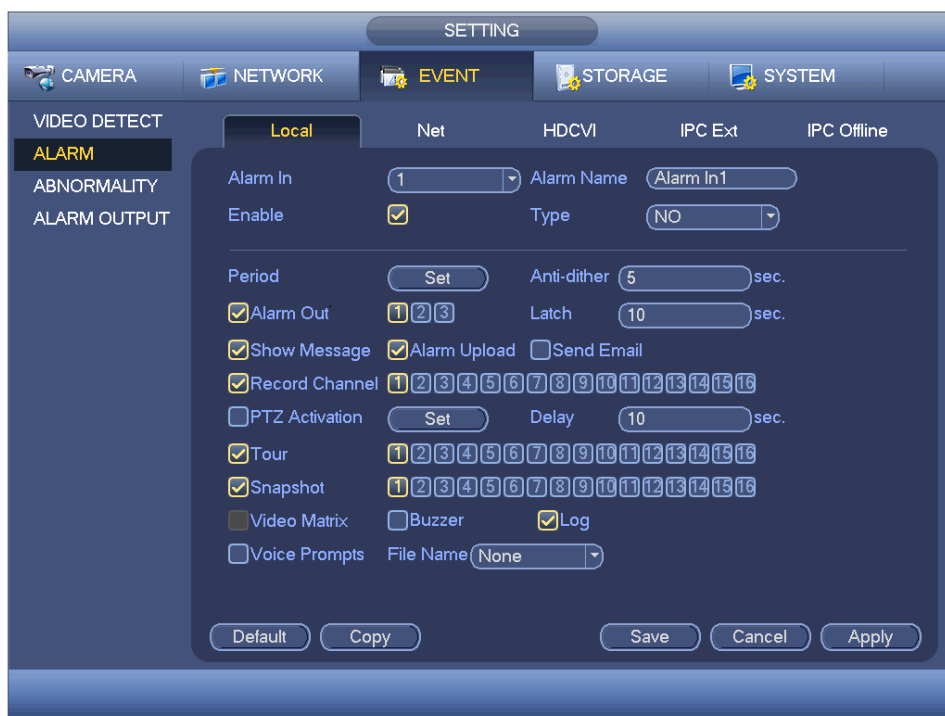 SETTING
CAMERA NETWORK EVENT STORAGE SYSTEM
VIDEO DETECT
ALARM
ABNORMALITY
ALARM OUTPUT
Local Net HDCVI IPC Ext IPC Offline
Alarm In 1 Alarm Name Alarm In1
Enable Type NO
Period Set Anti-dither 5 sec.
Alarm Out 1 2 3 Latch 10 sec.
Show Message Alarm Upload Send Email
Record Channel 1 2 3 4 5 6 7 8 9 10 11 12 13 14 15 16
PTZ Activation Set Delay 10 sec.
Tour 1 2 3 4 5 6 7 8 9 10 11 12 13 14 15 16
Snapshot 1 2 3 4 5 6 7 8 9 10 11 12 13 14 15 16
Video Matrix Buzzer Log
Voice Prompts File Name None
Default Copy Save Cancel Apply